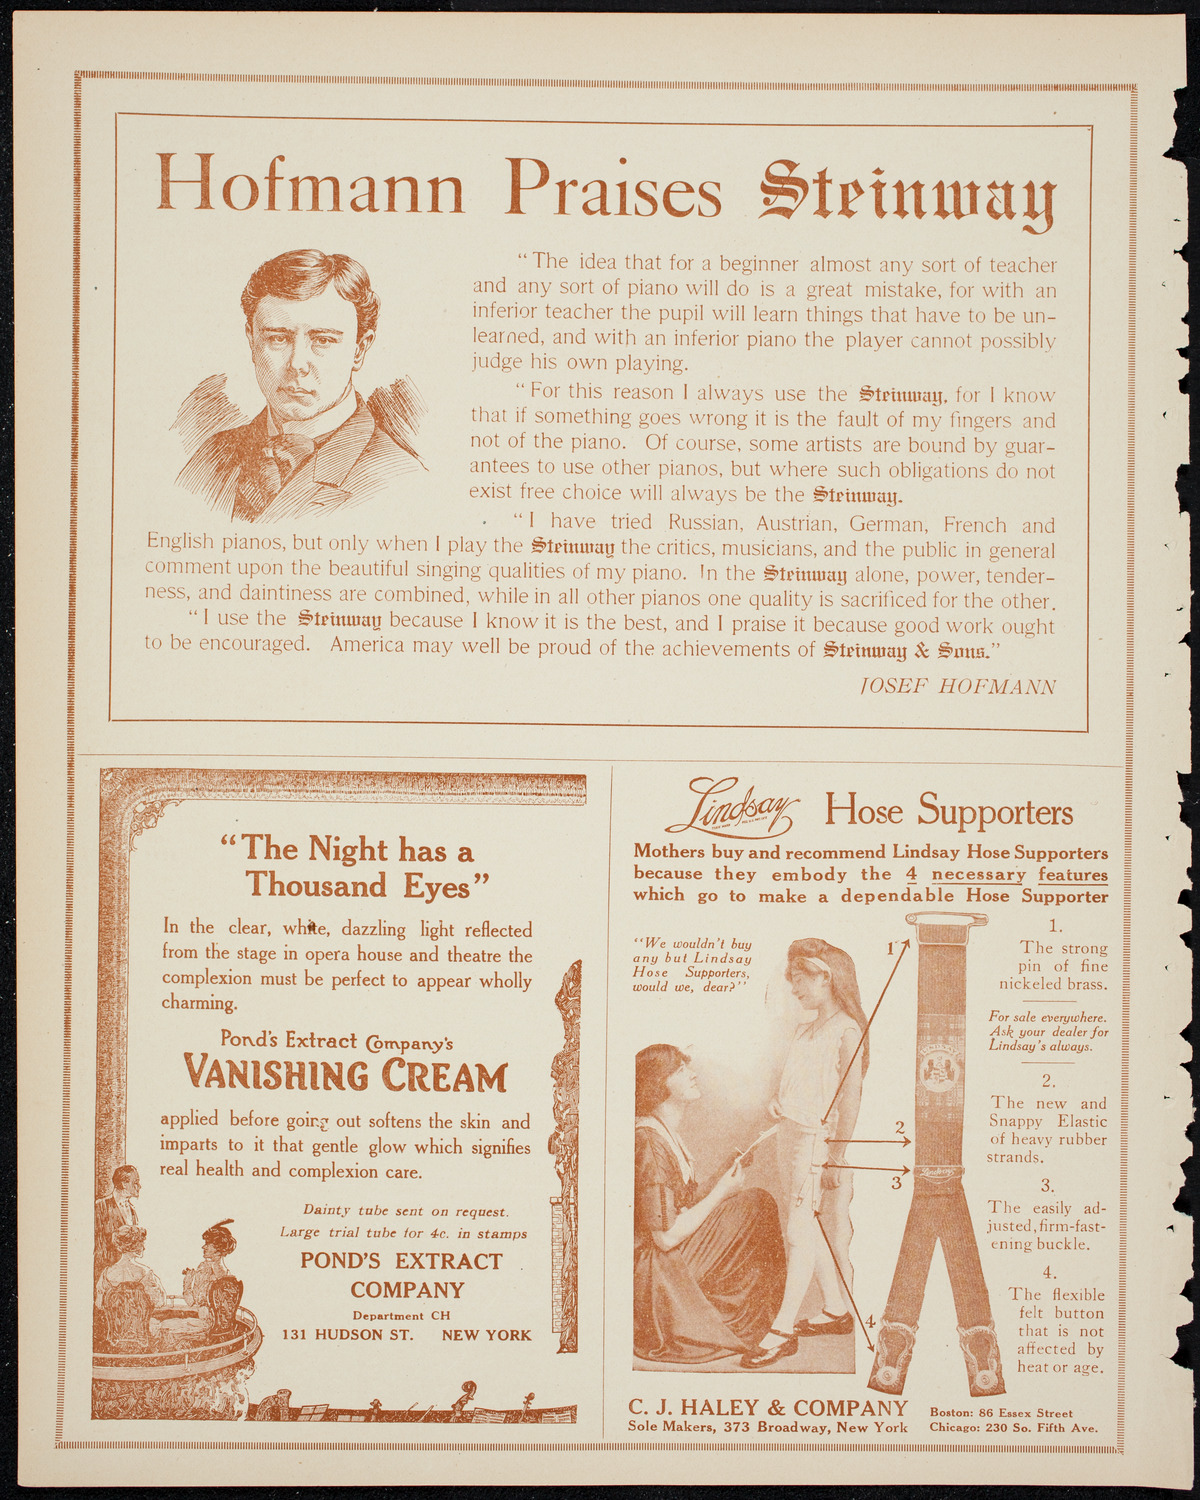 Hofmann Praises Steinway
“The idea that for a beginner almost any sort of teacher
and any sort of piano will do is a great mistake, for with an
inferior teacher the pupil will learn things that have to be un-
learned, and with an inferior piano the player cannot possibly
judge his own playing.
“For this reason I always use the Steinway, for I know
that if something goes wrong it is the fault of my fingers and
not of the piano. Of course, some artists are bound by guar-
antees to use other pianos, but where such obligations do not
exist free choice will always be the Steinway.
“I have tried Russian, Austrian, German, French and
English pianos, but only when I play the Steinway the critics, musicians, and the public in general
comment upon the beautiful singing qualities of my piano. In the Steinway alone, power, tender-
ness, and daintiness are combined, while in all other pianos one quality is sacrificed for the other.
“I use the Steinway because I know it is the best, and I praise it because good work ought
to be encouraged. America may well be proud of the achievements of Steinway & Sons.”
JOSEF HOFMANN
“The Night has a
Thousand Eyes”
In the clear, white, dazzling light reflected
from the stage in opera house and theatre the
complexion must be perfect to appear wholly
charming.
Pond's Extract Company's
VANISHING CREAM
applied before going out softens the skin and
imparts to it that gentle glow which signifies
real health and complexion care.
Dainty tube sent on request.
Large trial tube for 4c. in stamps
POND'S EXTRACT
COMPANY
Department CH
131 HUDSON ST. NEW YORK
Lindsay Hose Supporters
Mothers buy and recommend Lindsay Hose Supporters
because they embody the 4 necessary features
which go to make a dependable Hose Supporter
“We wouldn't buy
any but Lindsay
Hose Supporters,
would we, dear?”
1
2
3
4
Lindsay
1.
The strong
pin of fine
nickeled brass.
For sale everywhere.
Ask your dealer for
Lindsay's always.
2.
The new and
Snappy Elastic
of heavy rubber
strands.
3.
The easily ad-
justed, firm-fast-
ening buckle.
4.
The flexible
felt button
that is not
affected by
heat or age.
C. J. HALEY & COMPANY
Sole Makers, 373 Broadway, New York
Boston: 86 Essex Street
Chicago: 230 So. Fifth Ave.